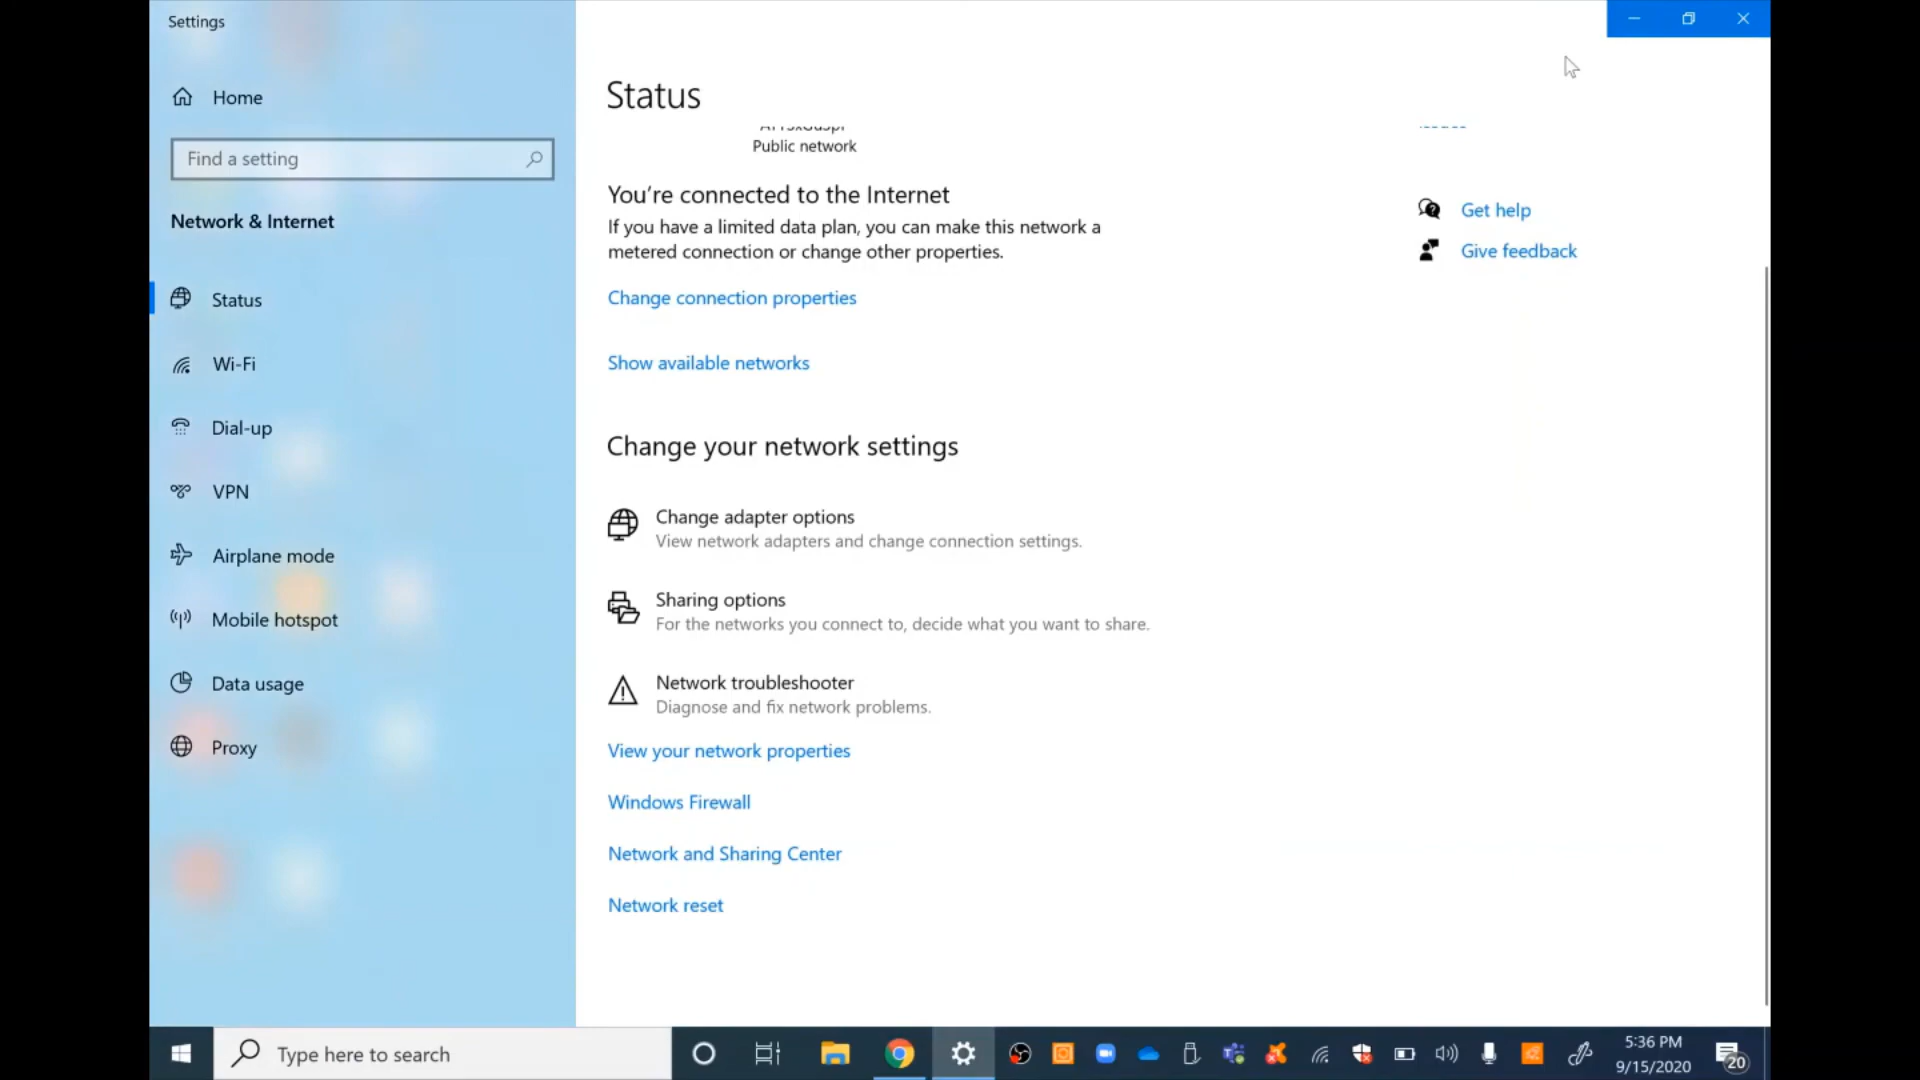 Settings
Home
Find a setting
Network & Internet
Status
Wi-Fi
Dial-up
VPN
Airplane mode
Mobile hotspot
Data usage
Proxy
Status
Public network
You're connected to the Internet
If you have a limited data plan, you can make this network a
metered connection or change other properties.
Change connection properties
Show available networks
Change your network settings
Change adapter options
View network adapters and change connection settings.
Sharing options
For the networks you connect to, decide what you want to share.
Network troubleshooter
Diagnose and fix network problems.
View your network properties
Windows Firewall
Network and Sharing Center
Network reset
Get help
Give feedback
Type here to search
5:36 PM
9/15/2020
20